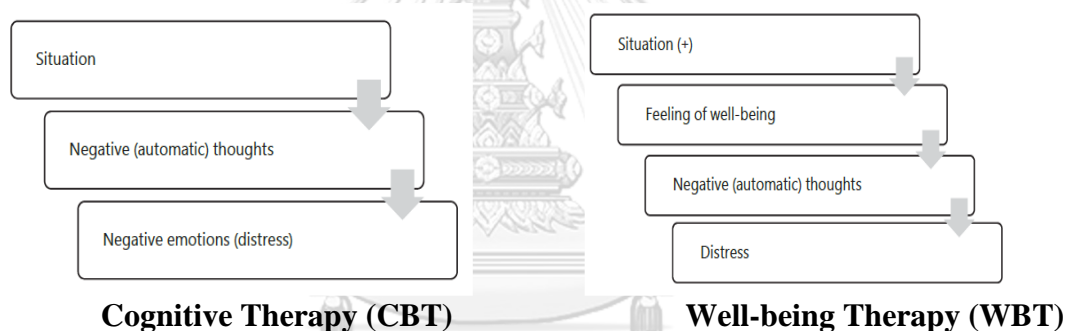 Situation
Negative (automatic) thoughts
Negative emotions (distress)
Cognitive Therapy (CBT)
Situation (+)
Feeling of well-being
Negative (automatic) thoughts
Distress
Well-being Therapy (WBT)